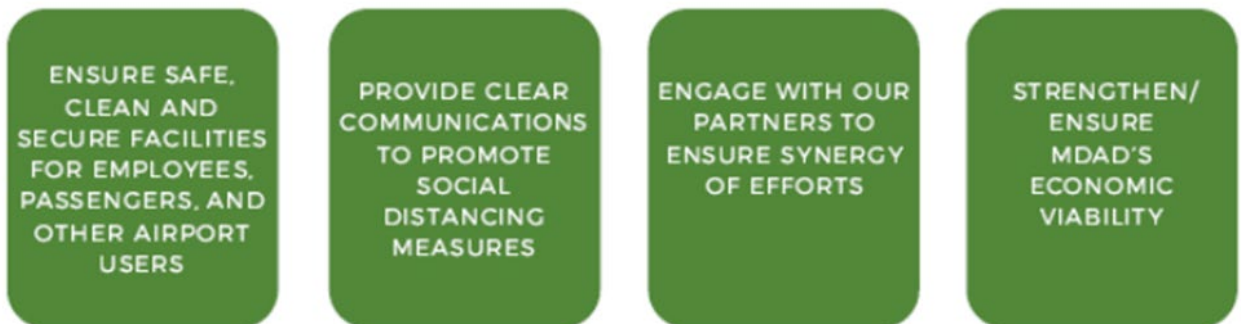 ENSURE SAFE,
CLEAN AND
SECURE FACILITIES
FOR EMPLOYEES,
PASSENGERS, AND
OTHER AIRPORT
USERS
PROVIDE CLEAR
COMMUNICATIONS
TO PROMOTE
SOCIAL
DISTANCING
MEASURES
ENGAGE WITH OUR
PARTNERS TO
ENSURE SYNERGY
OF EFFORTS
STRENGTHEN/
ENSURE
MDAD'S
ECONOMIC
VIABILITY